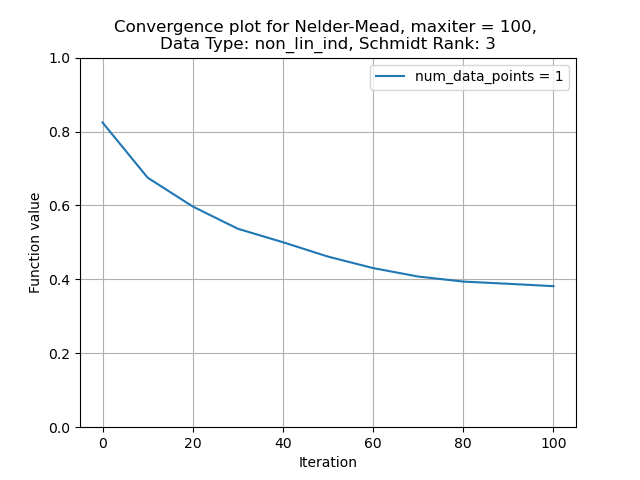 Convergence plot for Nelder-Mead, maxiter = 100,
Data Type: non_lin_ind, Schmidt Rank: 3
num_data_points = 1
1.0
0.8
0.6
0.4
0.2
0.0
Function value
0 20 40 60 80 100
Iteration